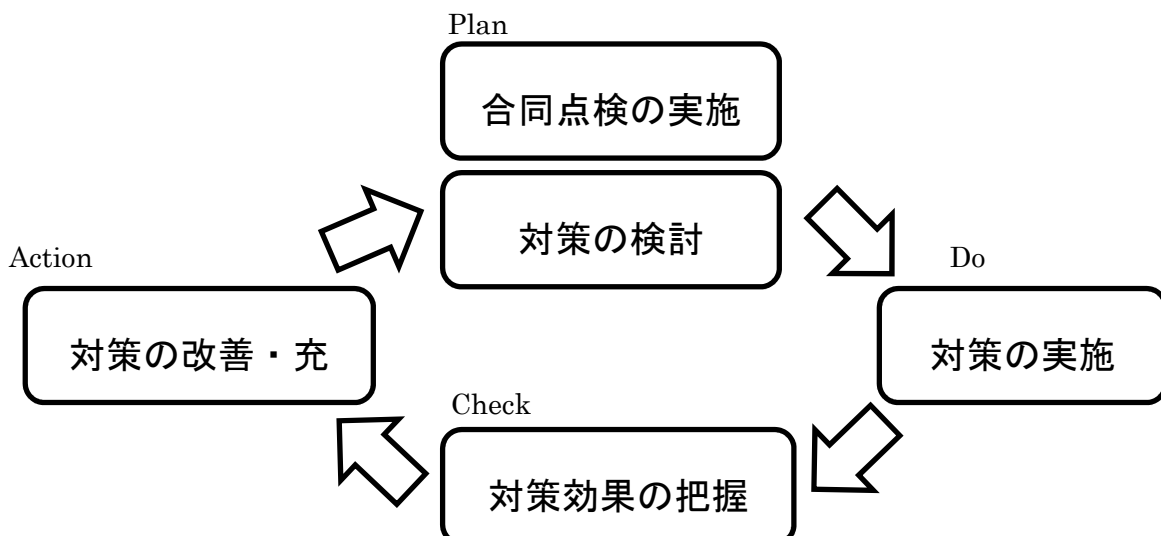 Plan
合同点検の実施
対策の検討
Action
Do
対策の改善・充
対策の実施
Check
対策効果の把握